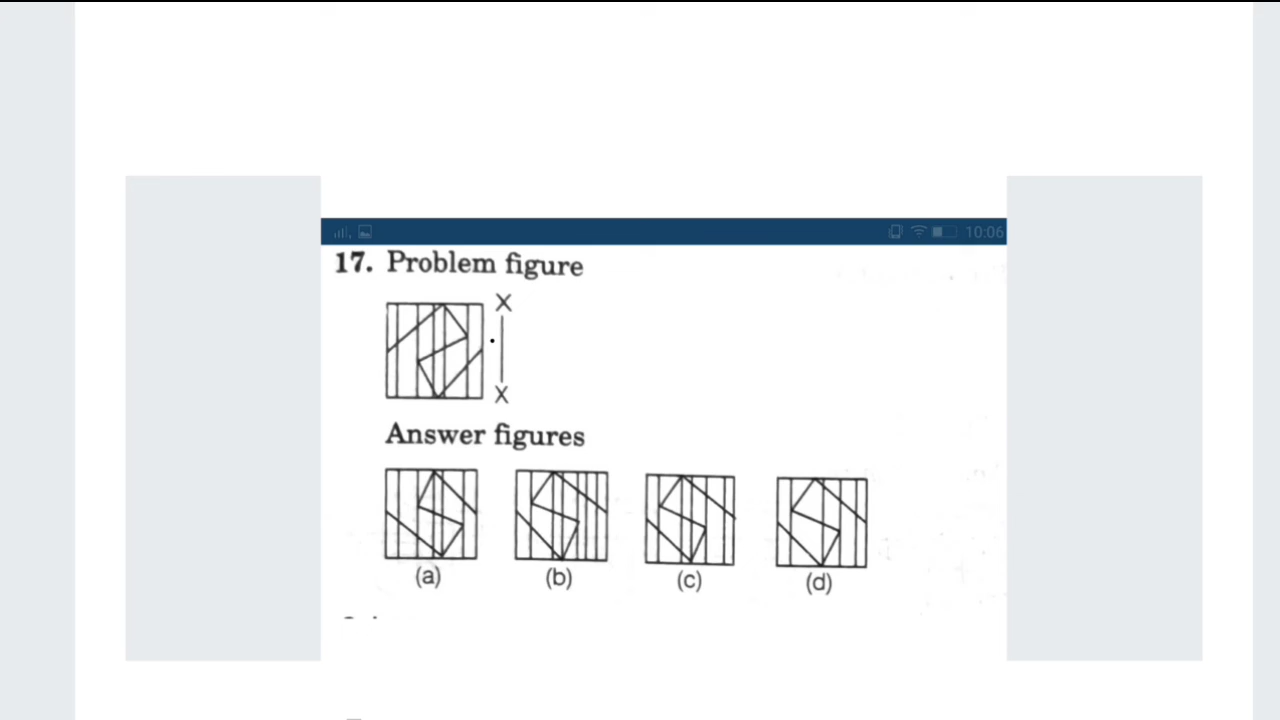 10:06
17. Problem figure
X
X
Answer figures
(a) (b) (c) (d)